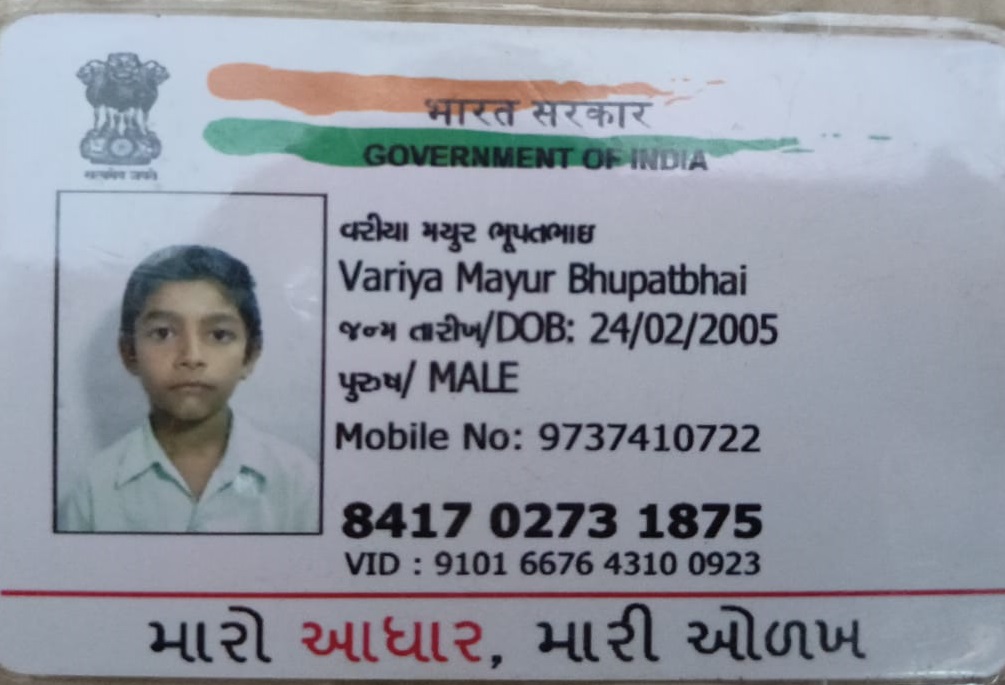 भारत सरकार
GOVERNMENT OF INDIA
सत्यमेव जयते
વરીયા મયુર ભૂપતભાઇ
Variya Mayur Bhupatbhai
જન્મ તારીખ/DOB: 24/02/2005
પુરુષ/ MALE
Mobile No: 9737410722
8417 0273 1875
VID : 9101 6676 4310 0923
મારો આધાર, મારી ઓળખ